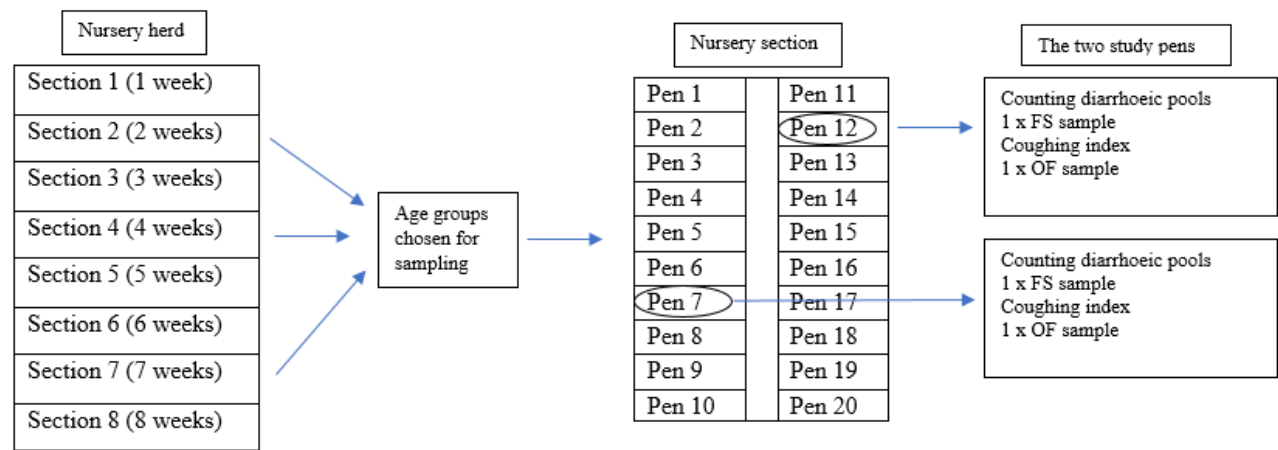 Nursery herd
Section 1 (1 week)
Section 2 (2 weeks)
Section 3 (3 weeks)
Section 4 (4 weeks)
Section 5 (5 weeks)
Section 6 (6 weeks)
Section 7 (7 weeks)
Section 8 (8 weeks)
Age groups
chosen for
sampling
Nursery section
Pen 1
Pen 2
Pen 3
Pen 4
Pen 5
Pen 6
Pen 7
Pen 8
Pen 9
Pen 10
Pen 11
Pen 12
Pen 13
Pen 14
Pen 15
Pen 16
Pen 17
Pen 18
Pen 19
Pen 20
The two study pens
Counting diarrhoeic pools
1 x FS sample
Coughing index
1 x OF sample
Counting diarrhoeic pools
1 x FS sample
Coughing index
1 x OF sample